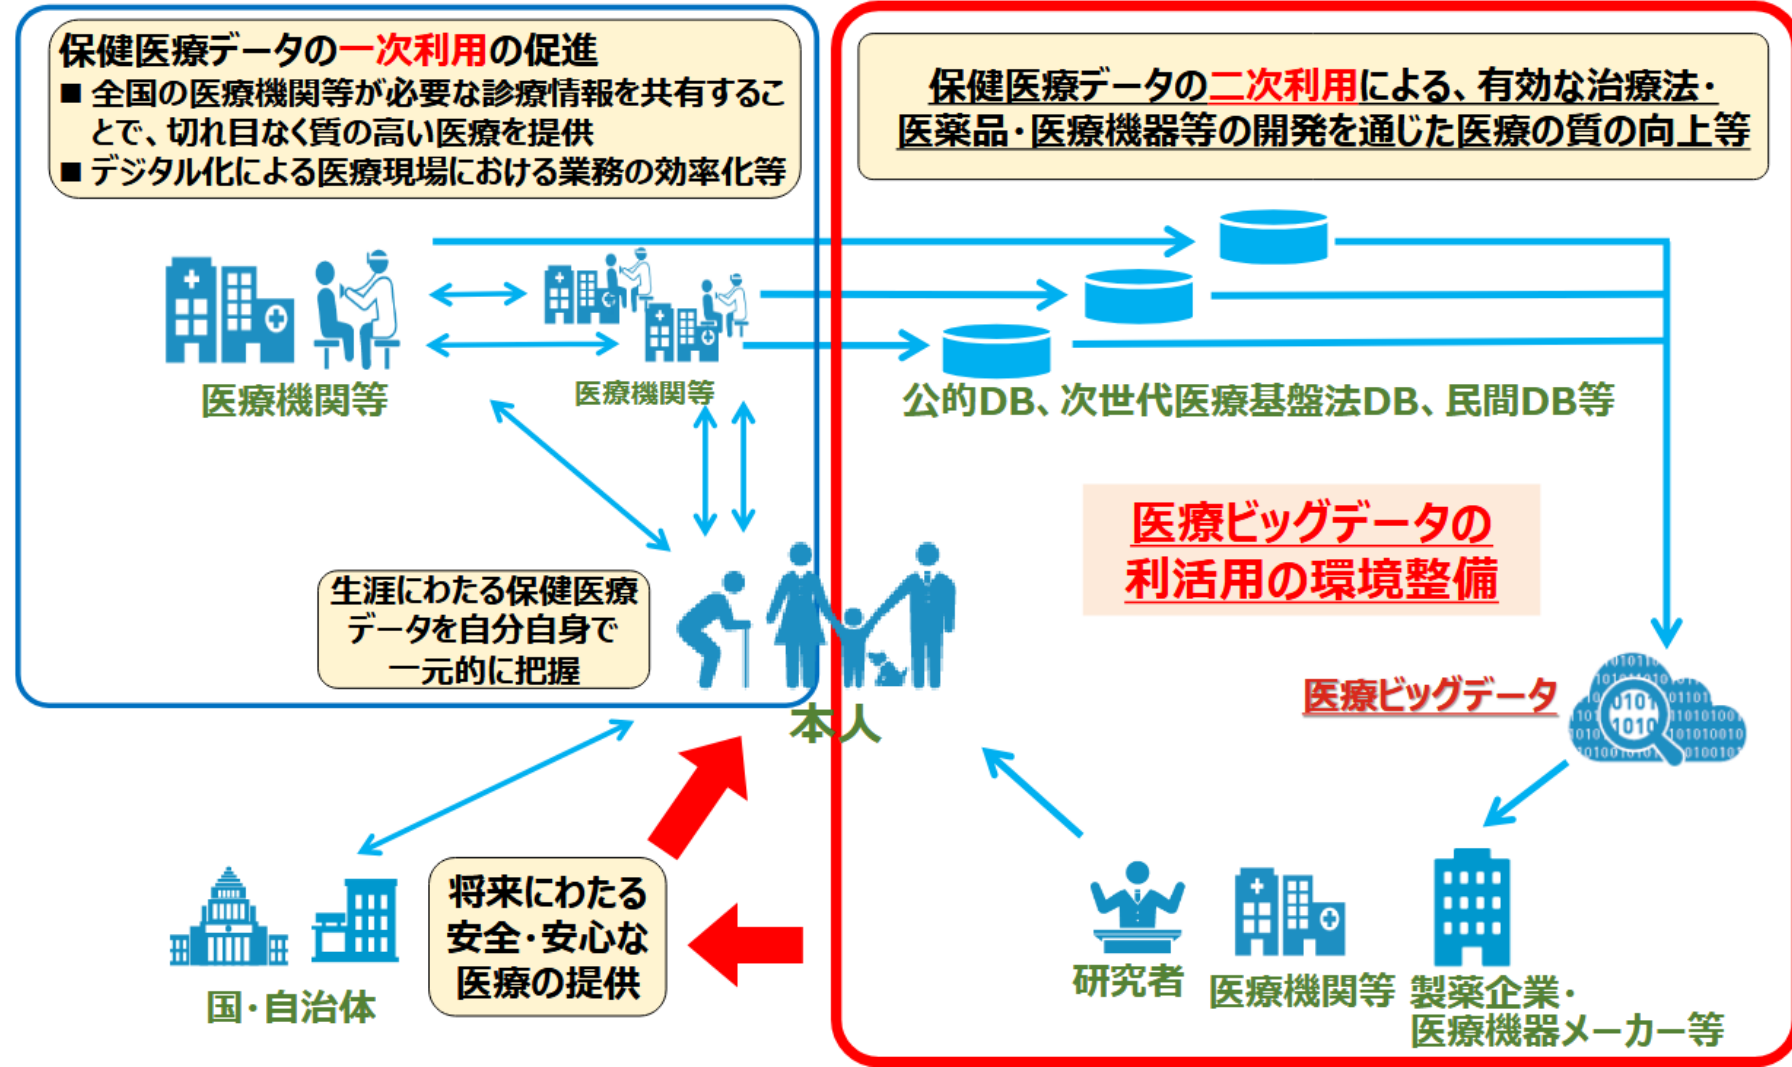 保健医療データの一次利用の促進
■ 全国の医療機関等が必要な診療情報を共有するこ
とで、切れ目なく質の高い医療を提供
■ デジタル化による医療現場における業務の効率化等
保健医療データの二次利用による、有効な治療法・
医薬品・医療機器等の開発を通じた医療の質の向上等
医療機関等
医療機関等
公的DB、次世代医療基盤法DB、民間DB等
医療ビッグデータの
利活用の環境整備
生涯にわたる保健医療
データを自分自身で
一元的に把握
本人
医療ビッグデータ
将来にわたる
安全・安心な
医療の提供
国・自治体
研究者
医療機関等
製薬企業・
医療機器メーカー等